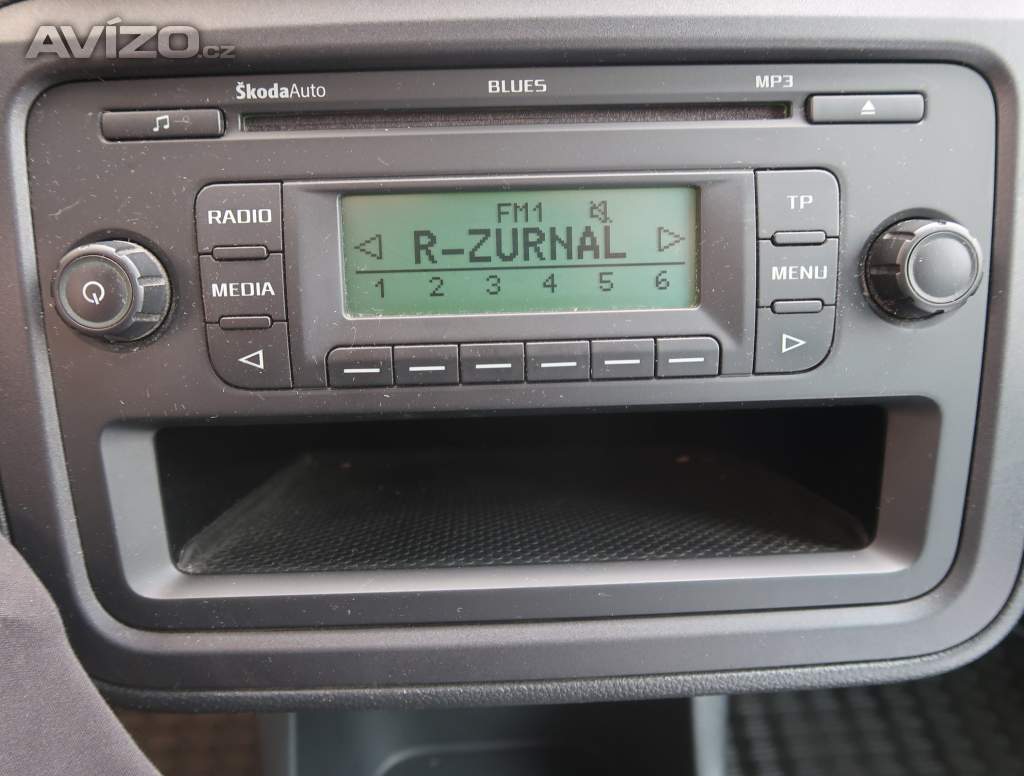 AVÍZO.cz
ŠkodaAuto BLUES MP3
RADIO FM1 TP
R-ZURNAL
MEDIA MENU
1 2 3 4 5 6